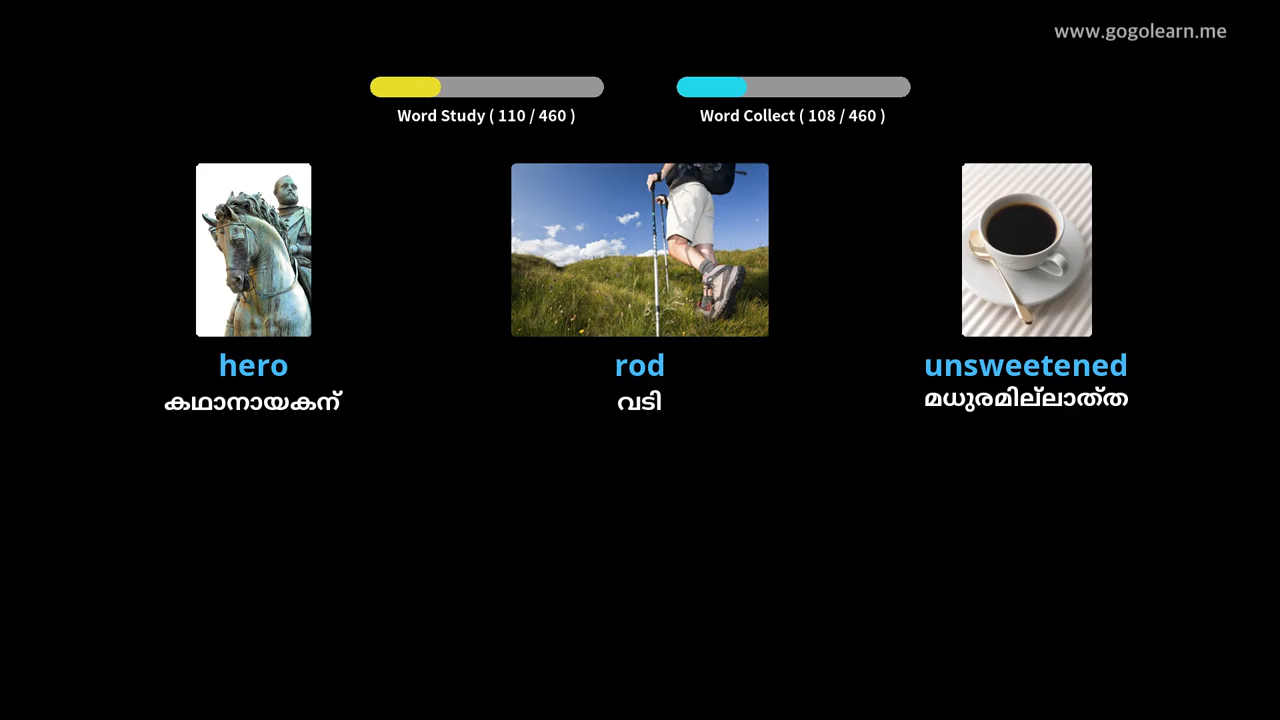 www.gogolearn.me
Word Study ( 110 / 460 )
Word Collect ( 108 / 460 )
hero
rod
unsweetened
കഥാനായകന്
വടി
മധുരമില്ലാത്ത